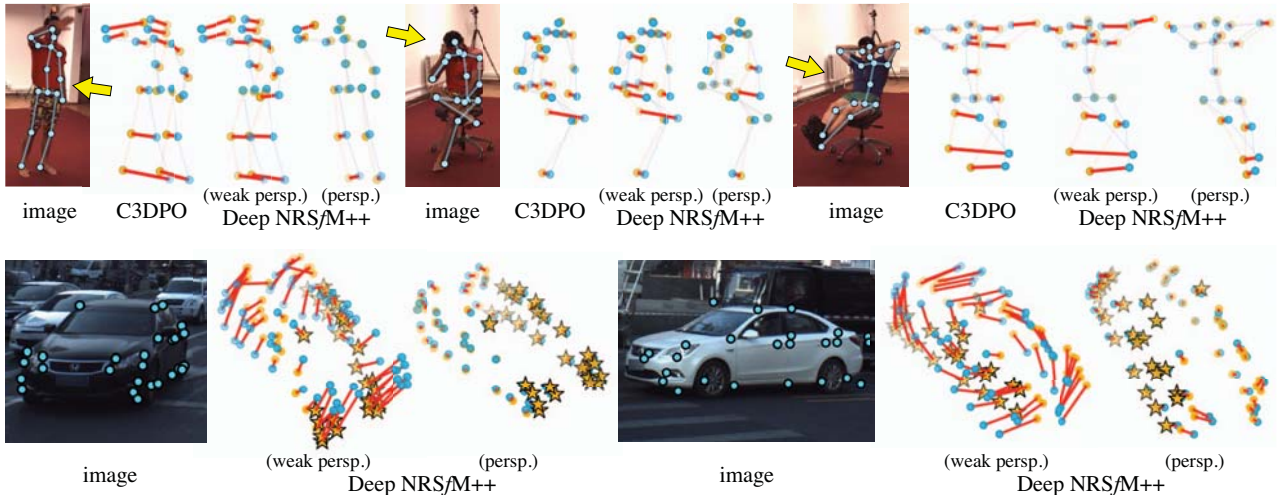 (weak persp.) (persp.) (weak persp.) (persp.) (weak persp.) (persp.)
image C3DPO Deep NRSfM++ image C3DPO Deep NRSfM++ image C3DPO Deep NRSfM++
(weak persp.) (persp.) (weak persp.) (persp.)
image Deep NRSfM++ image Deep NRSfM++